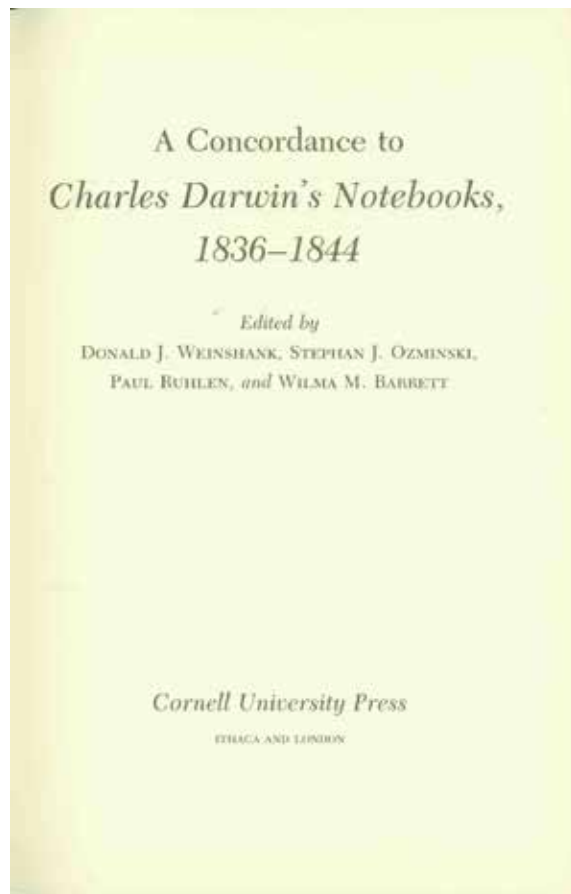 A Concordance to
Charles Darwin's Notebooks,
1836–1844
Edited by
DONALD J. WEINSHANK, STEPHAN J. OZMINSKI,
PAUL RUHLEN, and WILMA M. BARRETT
Cornell University Press
ITHACA AND LONDON